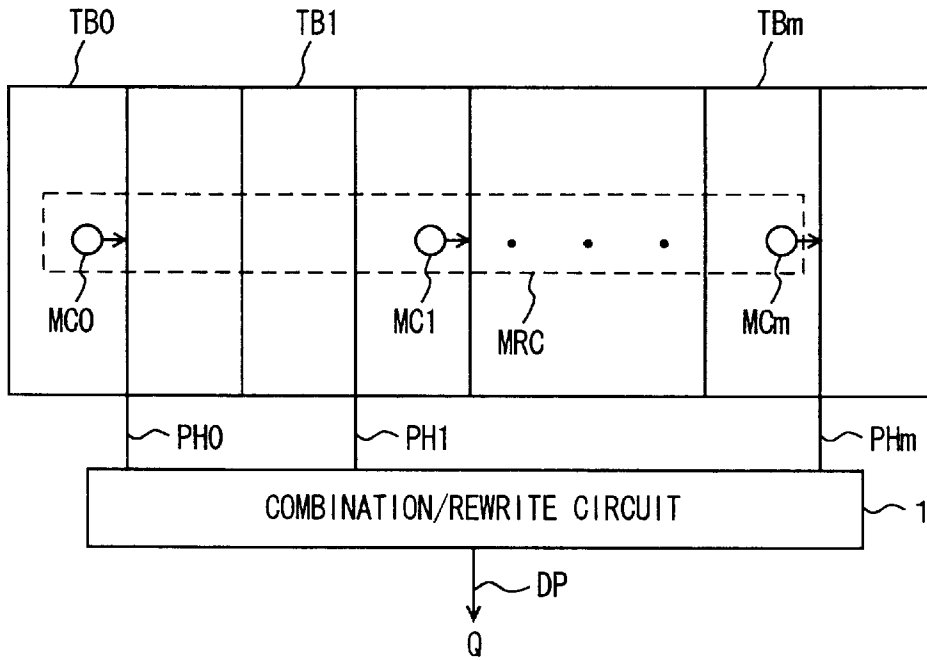 TB0 TB1 TBm
MC0 MC1 MRC MCm
PH0 PH1 PHm
COMBINATION/REWRITE CIRCUIT 1
DP
Q